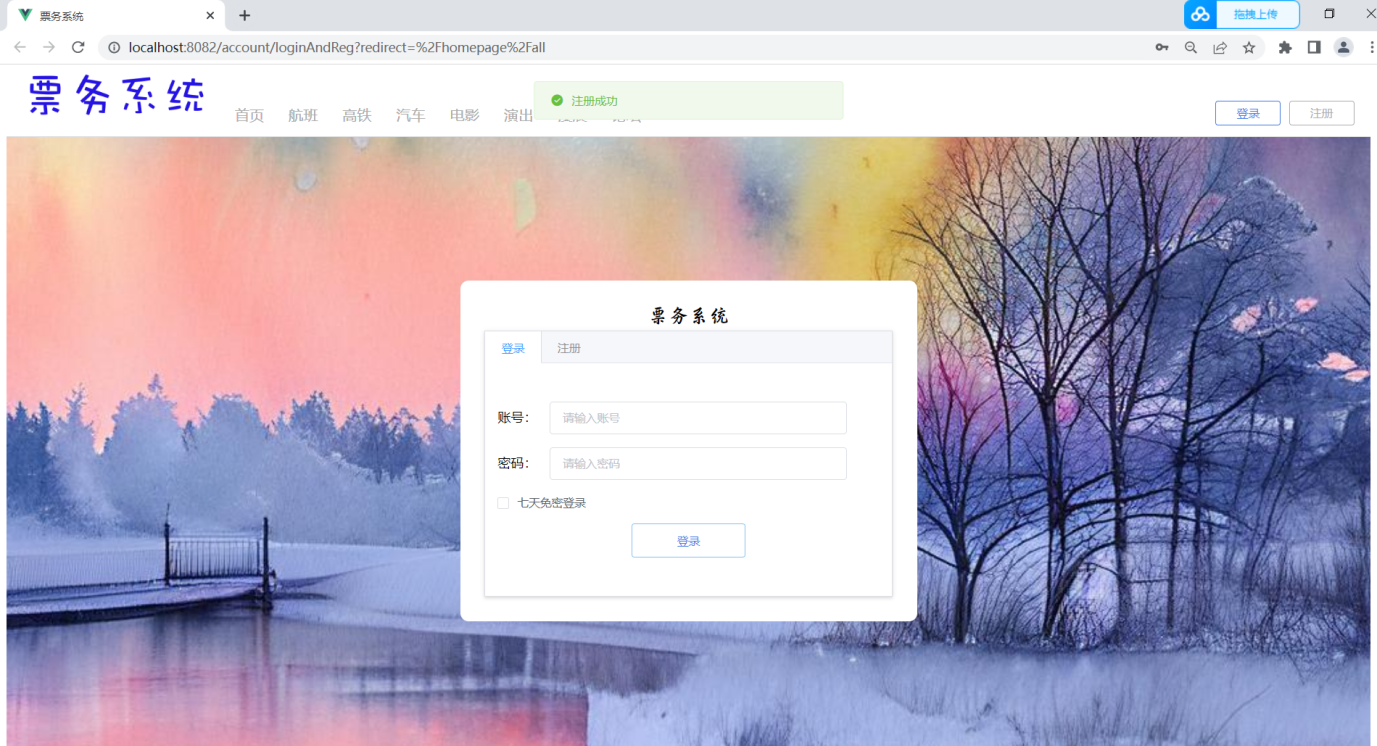 票务系统
拖拽上传
localhost:8082/account/loginAndReg?redirect=%2Fhomepage%2Fall
票务系统
首页 航班 高铁 汽车 电影 演出
注册成功
登录 注册
票务系统
登录 注册
账号： 请输入账号
密码： 请输入密码
七天免密登录
登录